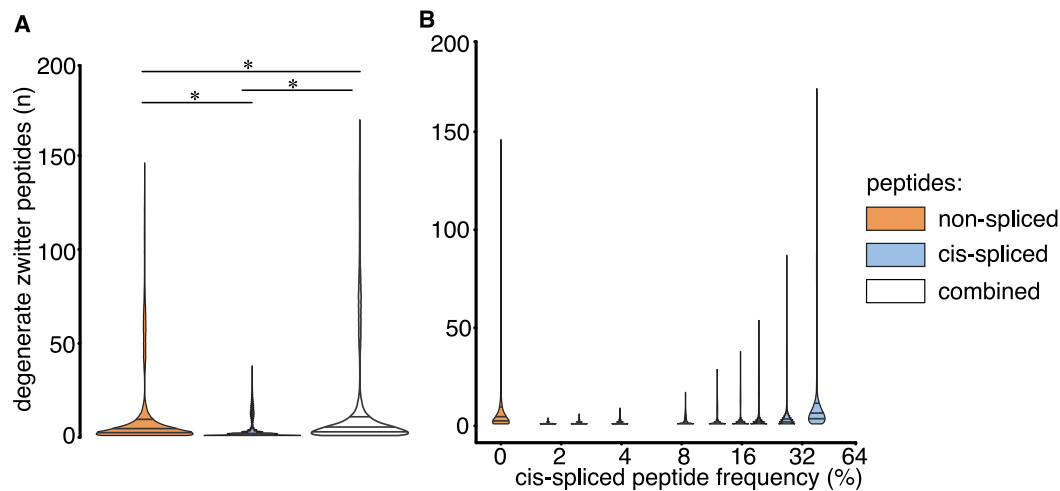 A
degenerate zwitter peptides (n)
200
150
100
50
0
*
*
*
B
200
150
100
50
0
0 2 4 8 16 32 64
cis-spliced peptide frequency (%)
peptides:
non-spliced
cis-spliced
combined